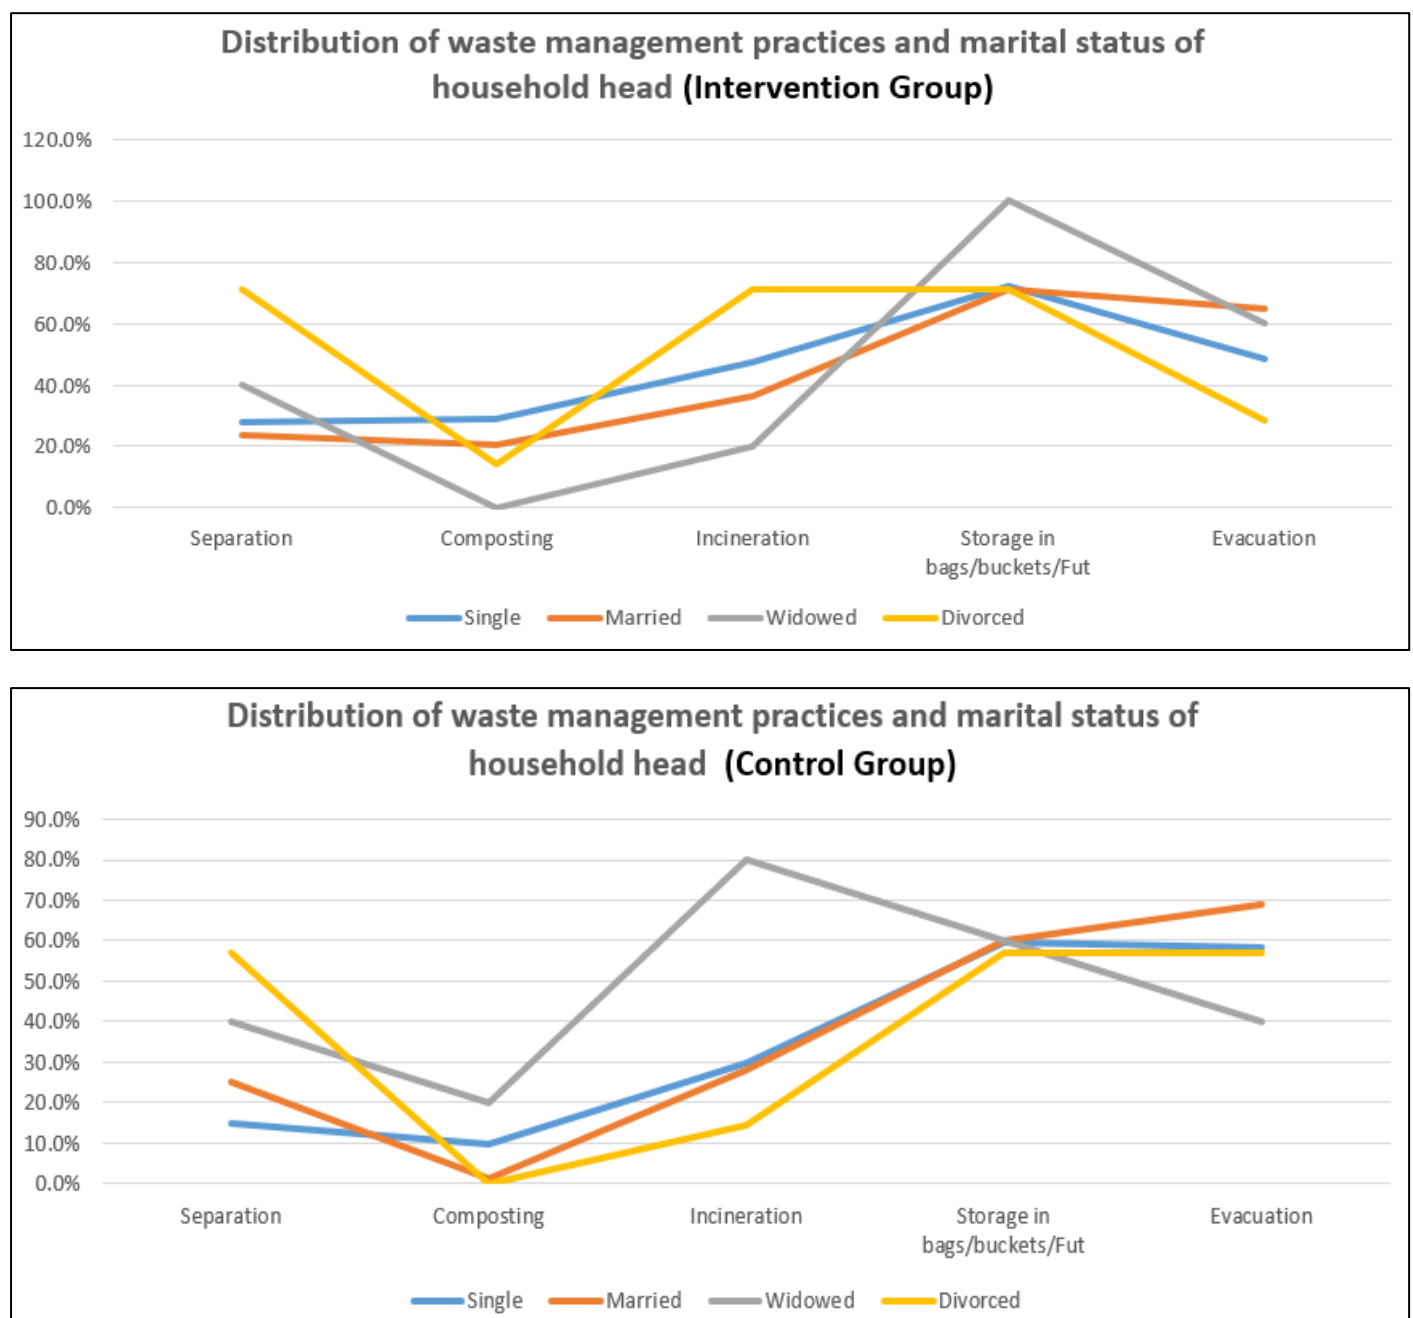 Distribution of waste management practices and marital status of
household head (Intervention Group)
120.0%
100.0%
80.0%
60.0%
40.0%
20.0%
0.0%
Separation Composting Incineration Storage in Evacuation
bags/buckets/Fut
Single Married Widowed Divorced
Distribution of waste management practices and marital status of
household head (Control Group)
90.0%
80.0%
70.0%
60.0%
50.0%
40.0%
30.0%
20.0%
10.0%
0.0%
Separation Composting Incineration Storage in Evacuation
bags/buckets/Fut
Single Married Widowed Divorced